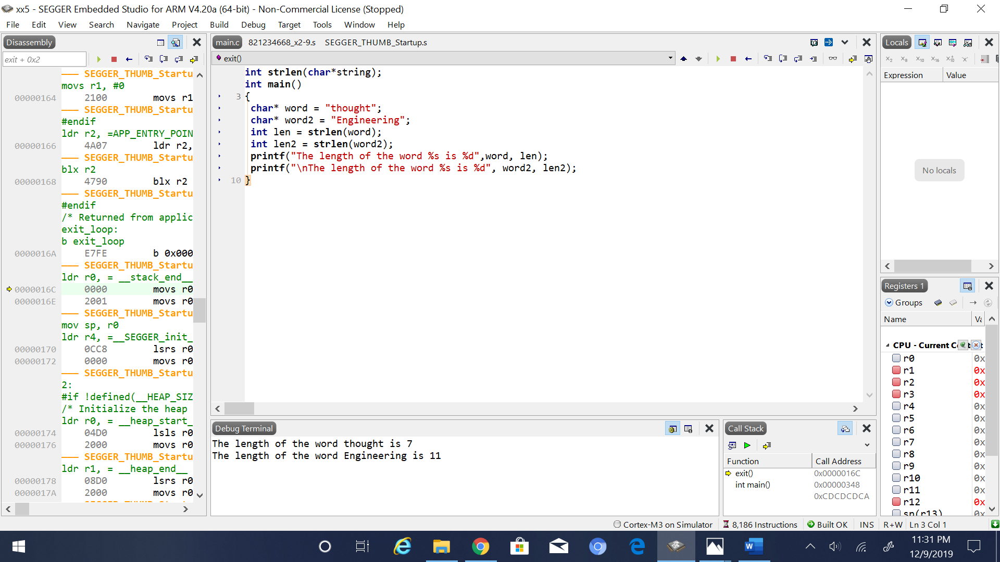 xx5 - SEGGER Embedded Studio for ARM V4.20a (64-bit) - Non-Commercial License (Stopped)
File Edit View Search Navigate Project Build Debug Target Tools Window Help
Disassembly
exit + 0x2
SEGGER_THUMB_Startu
movs r1, #0
00000164 2100 movs r1
SEGGER_THUMB_Startu
#endif
ldr r2, =APP_ENTRY_POIN
00000166 4A07 ldr r2,
SEGGER_THUMB_Startu
blx r2
00000168 4790 blx r2
SEGGER_THUMB_Startu
#endif
/* Returned from applic
exit_loop:
b exit_loop
0000016A E7FE b 0x000
SEGGER_THUMB_Startu
ldr r0, = __stack_end__
0000016C 0000 movs r0
0000016E 2001 movs r0
SEGGER_THUMB_Startu
mov sp, r0
ldr r4, =__SEGGER_init_
00000170 0CC8 lsrs r0
00000172 0000 movs r0
SEGGER_THUMB_Startu
2:
#if !defined(__HEAP_SIZ
/* Initialize the heap
ldr r0, = __heap_start_
00000174 04D0 lsls r0
00000176 2000 movs r0
SEGGER_THUMB_Startu
ldr r1, = __heap_end__
00000178 08D0 lsrs r0
0000017A 2000 movs r0
main.c 821234668_x2-9.s SEGGER_THUMB_Startup.s
exit()
int strlen(char*string);
int main()
3 {
char* word = "thought";
char* word2 = "Engineering";
int len = strlen(word);
int len2 = strlen(word2);
printf("The length of the word %s is %d",word, len);
printf("\nThe length of the word %s is %d", word2, len2);
10 }
Debug Terminal
The length of the word thought is 7
The length of the word Engineering is 11
Call Stack
Function Call Address
exit() 0x0000016C
int main() 0x00000348
0xCDCDCDCA
Locals
x2 x8 x10 x16
Expression Value
No locals
Registers 1
Groups
Name Va
CPU - Current Co
r0 0x
r1 0x
r2 0x
r3 0x
r4 0x
r5 0x
r6 0x
r7 0x
r8 0x
r9 0x
r10 0x
r11 0x
r12 0x
sp(r13) 0x
Cortex-M3 on Simulator 8,186 Instructions Built OK INS R+W Ln 3 Col 1
11:31 PM
12/9/2019